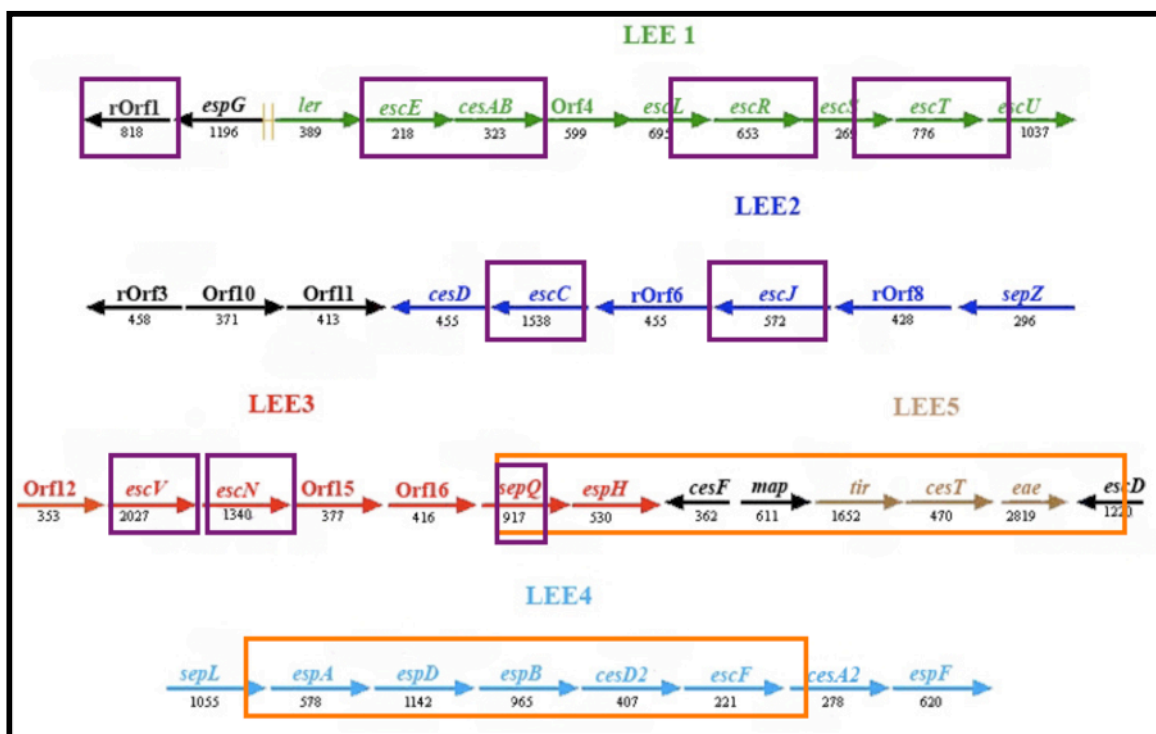 LEE 1
rOrf1 espG ler escE cesAB Orf4 escL escR escS escT escU
818 1196 389 218 323 599 695 653 269 776 1037
LEE2
rOrf3 Orf10 Orf11 cesD escC rOrf6 escJ rOrf8 sepZ
458 371 413 455 1538 455 572 428 296
LEE3 LEE5
Orf12 escV escN Orf15 Orf16 sepQ espH cesF map tir cesT eae escD
353 2027 1340 377 416 917 530 362 611 1652 470 2819 1220
LEE4
sepL espA espD espB cesD2 escF cesA2 espF
1055 578 1142 965 407 221 278 620